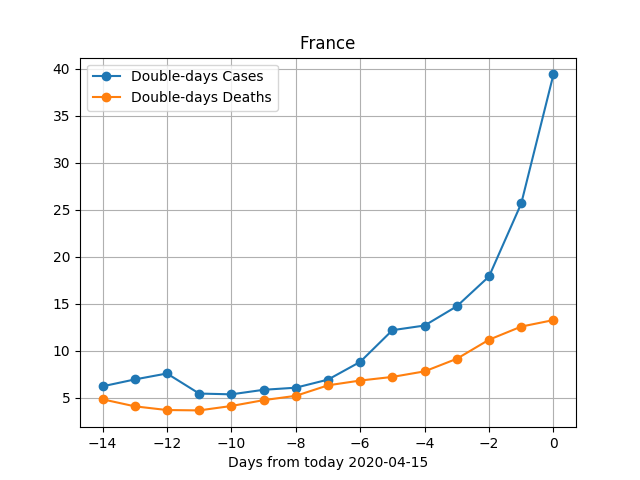 France
Double-days Cases
Double-days Deaths
40
35
30
25
20
15
10
5
−14 −12 −10 −8 −6 −4 −2 0
Days from today 2020-04-15